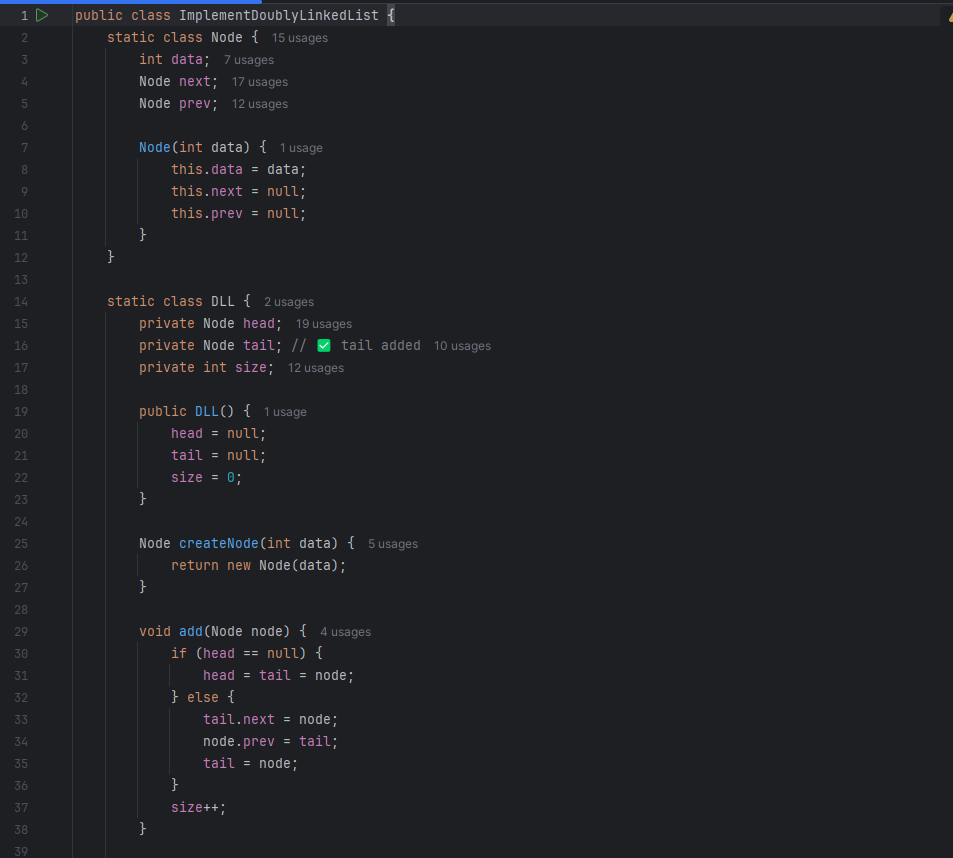 1 public class ImplementDoublyLinkedList {
2 static class Node { 15 usages
3 int data; 7 usages
4 Node next; 17 usages
5 Node prev; 12 usages
6
7 Node(int data) { 1 usage
8 this.data = data;
9 this.next = null;
10 this.prev = null;
11 }
12 }
13
14 static class DLL { 2 usages
15 private Node head; 19 usages
16 private Node tail; // ✅ tail added 10 usages
17 private int size; 12 usages
18
19 public DLL() { 1 usage
20 head = null;
21 tail = null;
22 size = 0;
23 }
24
25 Node createNode(int data) { 5 usages
26 return new Node(data);
27 }
28
29 void add(Node node) { 4 usages
30 if (head == null) {
31 head = tail = node;
32 } else {
33 tail.next = node;
34 node.prev = tail;
35 tail = node;
36 }
37 size++;
38 }
39